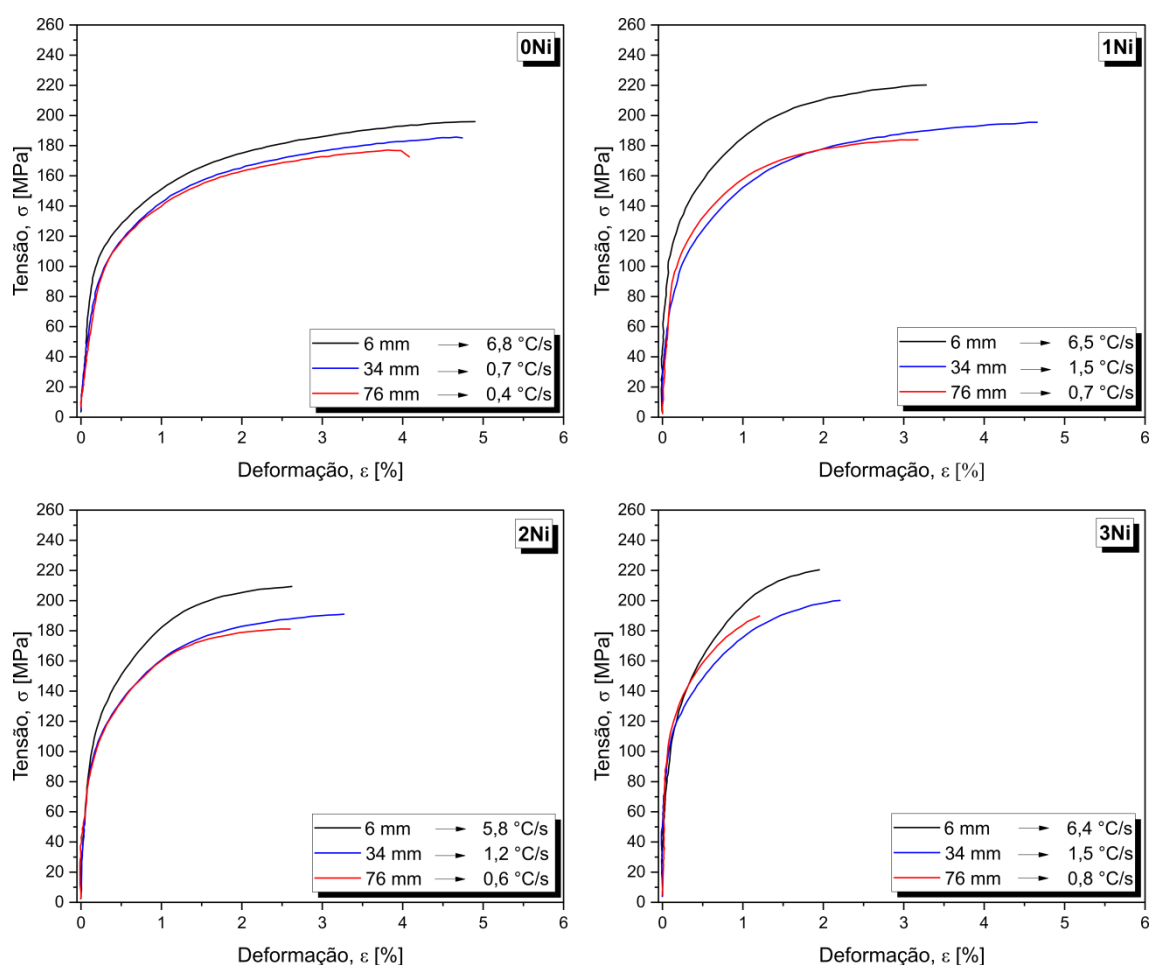 0Ni
260
240
220
200
180
160
140
120
100
80
60
40
20
0
Tensão, σ [MPa]
6 mm → 6,8 °C/s
34 mm → 0,7 °C/s
76 mm → 0,4 °C/s
0 1 2 3 4 5 6
Deformação, ε [%]
1Ni
260
240
220
200
180
160
140
120
100
80
60
40
20
0
Tensão, σ [MPa]
6 mm → 6,5 °C/s
34 mm → 1,5 °C/s
76 mm → 0,7 °C/s
0 1 2 3 4 5 6
Deformação, ε [%]
2Ni
260
240
220
200
180
160
140
120
100
80
60
40
20
0
Tensão, σ [MPa]
6 mm → 5,8 °C/s
34 mm → 1,2 °C/s
76 mm → 0,6 °C/s
0 1 2 3 4 5 6
Deformação, ε [%]
3Ni
260
240
220
200
180
160
140
120
100
80
60
40
20
0
Tensão, σ [MPa]
6 mm → 6,4 °C/s
34 mm → 1,5 °C/s
76 mm → 0,8 °C/s
0 1 2 3 4 5 6
Deformação, ε [%]